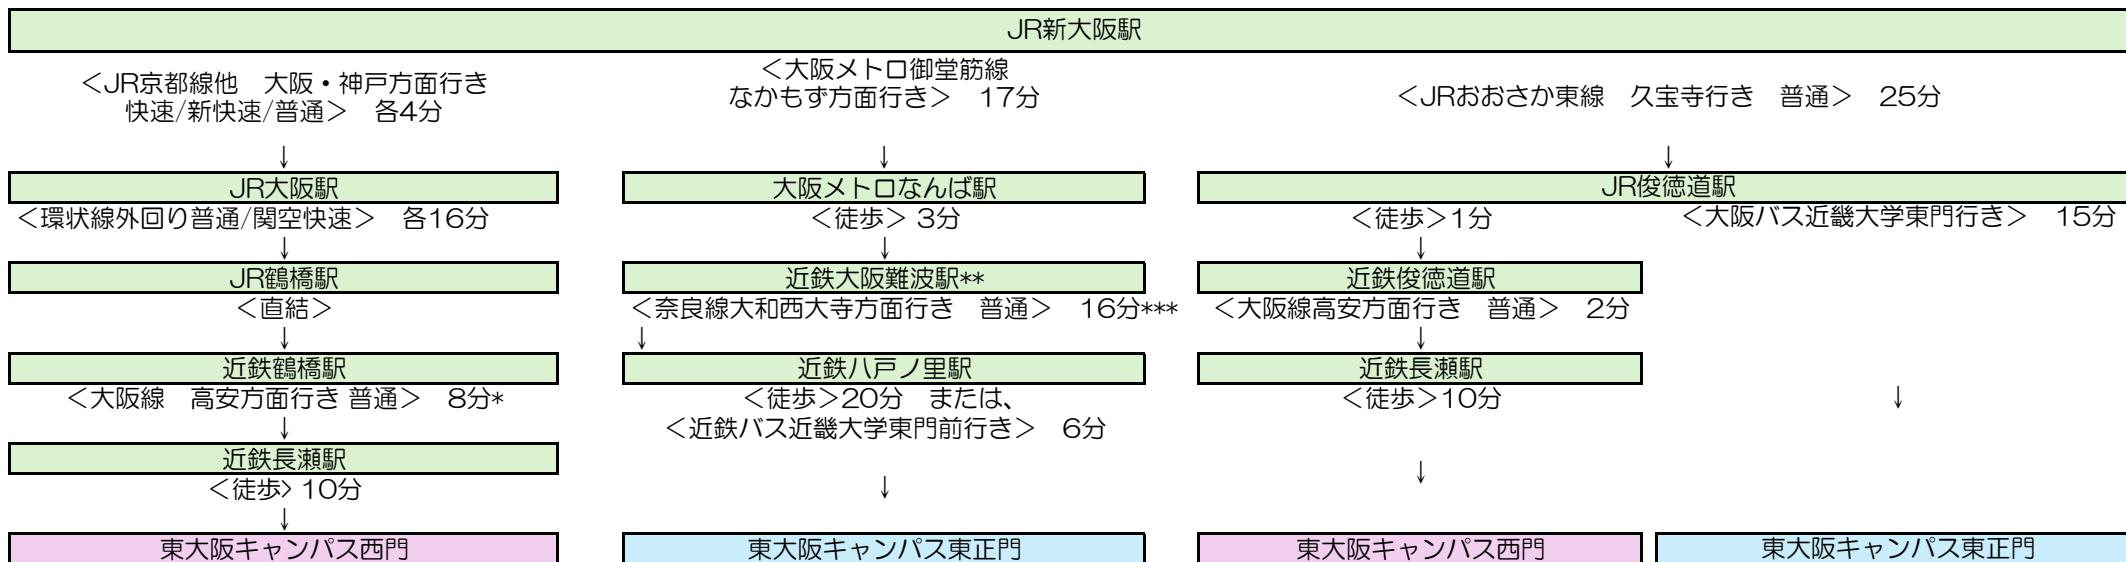 JR新大阪駅
＜JR京都線他　大阪・神戸方面行き
快速/新快速/普通＞　各4分
↓
JR大阪駅
＜環状線外回り普通/関空快速＞　各16分
↓
JR鶴橋駅
＜直結＞
↓
近鉄鶴橋駅
＜大阪線　高安方面行き 普通＞　8分*
↓
近鉄長瀬駅
＜徒歩> 10分
↓
東大阪キャンパス西門
＜大阪メトロ御堂筋線
なかもず方面行き＞　17分
↓
大阪メトロなんば駅
＜徒歩＞ 3分
↓
近鉄大阪難波駅**
＜奈良線大和西大寺方面行き　普通＞　16分***
↓
近鉄八戸ノ里駅
＜徒歩＞20分　または、
＜近鉄バス近畿大学東門前行き＞　6分
↓
東大阪キャンパス東正門
＜JRおおさか東線　久宝寺行き　普通＞　25分
↓
JR俊徳道駅
＜徒歩＞1分
↓
近鉄俊徳道駅
＜大阪線高安方面行き　普通＞　2分
↓
近鉄長瀬駅
＜徒歩＞10分
↓
東大阪キャンパス西門
＜大阪バス近畿大学東門行き＞　15分
↓
東大阪キャンパス東正門